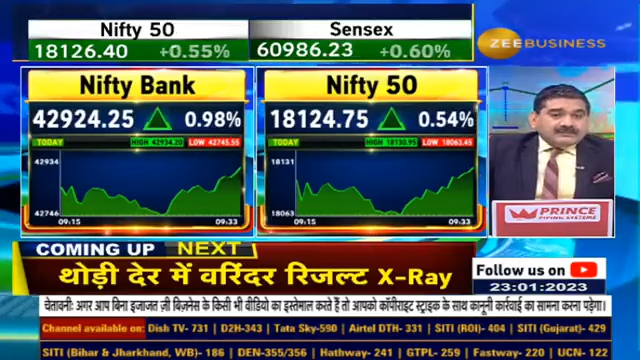 Nifty 50
18126.40 +0.55%
Sensex
60986.23 +0.60%
ZEE BUSINESS
Nifty Bank
42924.25 0.98%
TODAY HIGH 42934.20 LOW 42745.55
42934
42746
09:15 09:33
Nifty 50
18124.75 0.54%
TODAY HIGH 18130.95 LOW 18063.45
18131
18063
09:15 09:33
PRINCE
PIPING SYSTEMS
COMING UP NEXT
थोड़ी देर में वरिंदर रिजल्ट X-Ray
Follow us on
23:01:2023
चेतावनी: अगर आप बिना इजाजत ज़ी बिज़नेस के किसी भी वीडियो का इस्तेमाल करते हैं तो आपको कॉपीराइट स्ट्राइक के साथ कानूनी कार्रवाई का सामना करना पड़ेगा.
Channel available on: Dish TV- 731 | D2H-343 | Tata Sky-590 | Airtel DTH- 331 | SITI (ROI) - 404 | SITI (Gujarat) - 429
SITI (Bihar & Jharkhand, WB)- 186 | DEN-355/356 | Hathway- 241 | GTPL- 259 | Fastway- 220 | UCN- 122